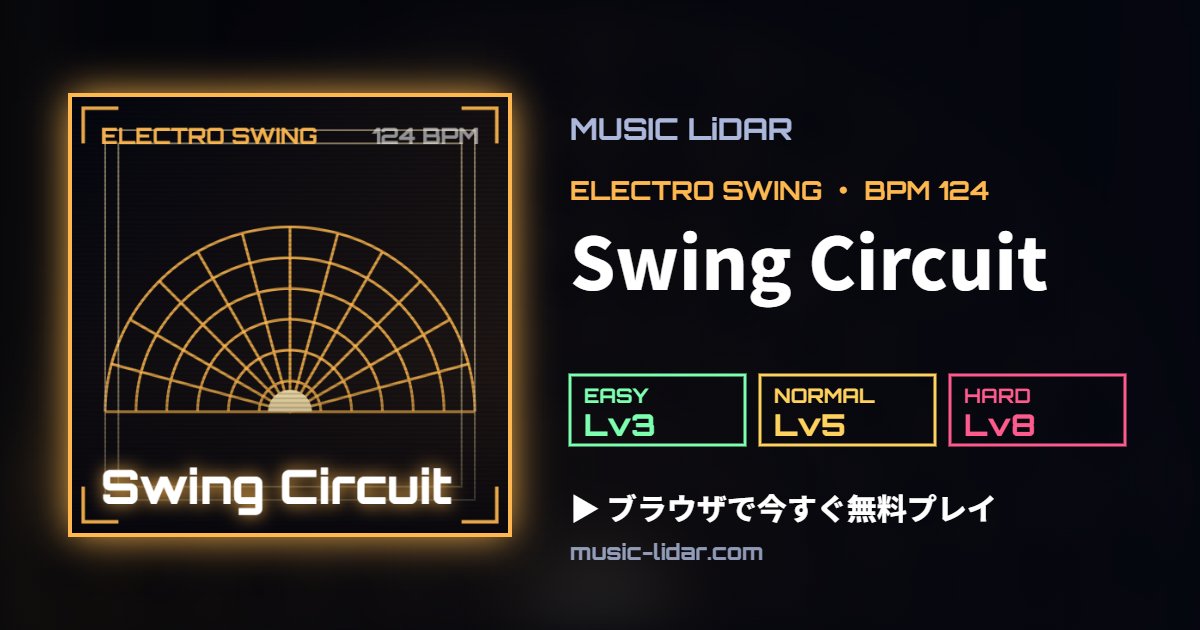 ELECTRO SWING 124 BPM
Swing Circuit
MUSIC LiDAR
ELECTRO SWING • BPM 124
Swing Circuit
EASY NORMAL HARD
Lv3 Lv5 Lv8
▶ ブラウザで今すぐ無料プレイ
music-lidar.com